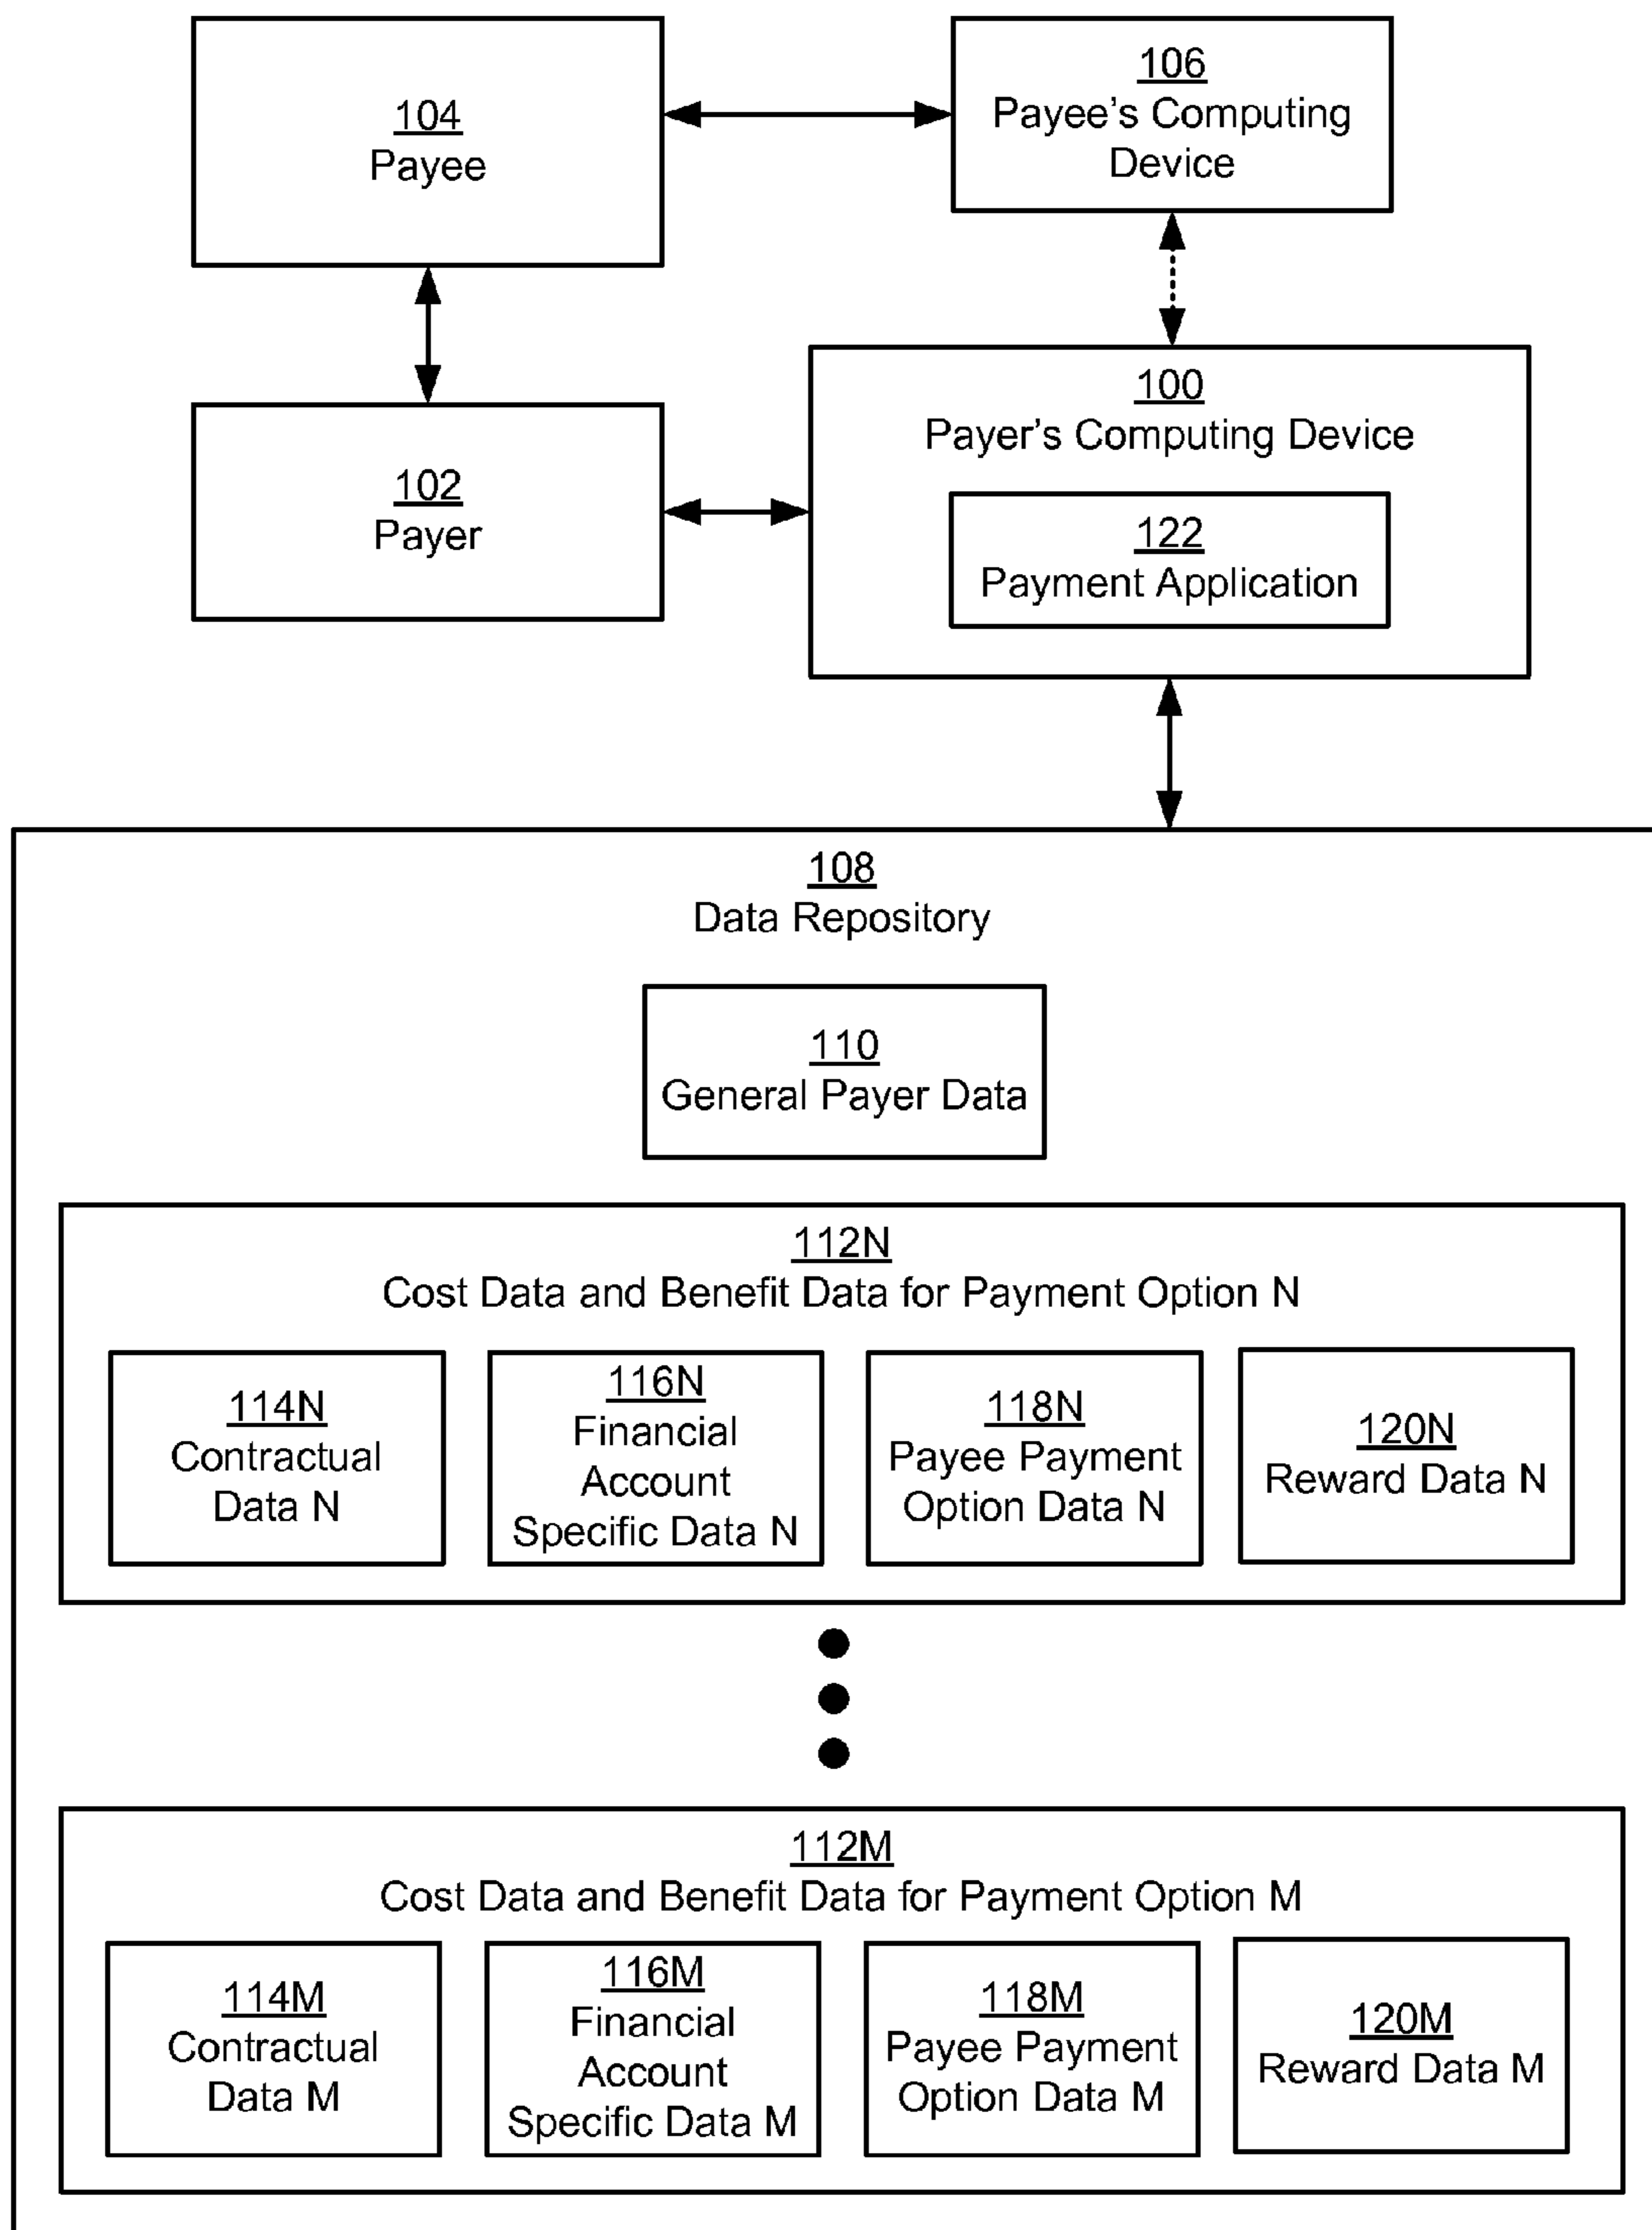 104
Payee
106
Payee's Computing
Device
100
Payer's Computing Device
102
Payer
122
Payment Application
108
Data Repository
110
General Payer Data
112N
Cost Data and Benefit Data for Payment Option N
114N
Contractual
Data N
116N
Financial
Account
Specific Data N
118N
Payee Payment
Option Data N
120N
Reward Data N
112M
Cost Data and Benefit Data for Payment Option M
114M
Contractual
Data M
116M
Financial
Account
Specific Data M
118M
Payee Payment
Option Data M
120M
Reward Data M